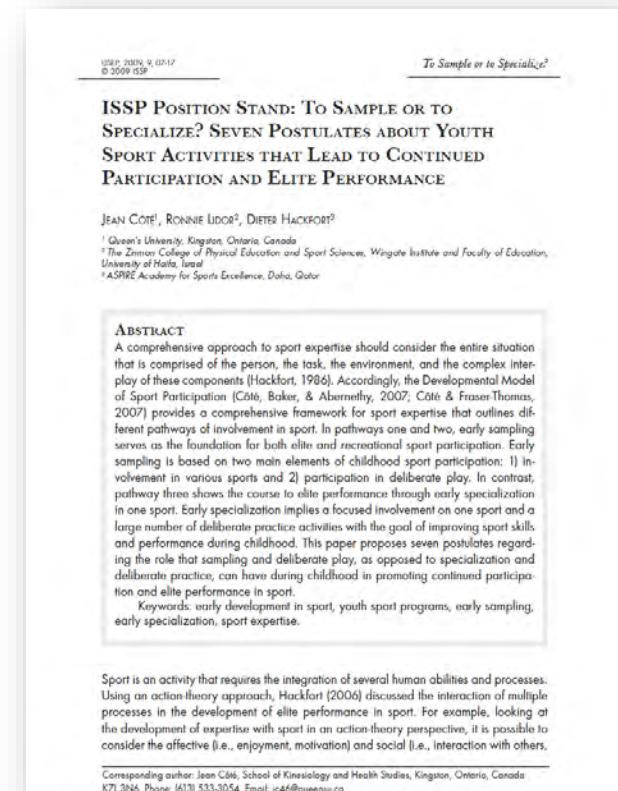 IJSEP, 2009, 9, 07-17
© 2009 ISSP
To Sample or to Specialize?
ISSP Position Stand: To Sample or to
Specialize? Seven Postulates about Youth
Sport Activities that Lead to Continued
Participation and Elite Performance
Jean Côté¹, Ronnie Lidor², Dieter Hackfort³
¹ Queen's University, Kingston, Ontario, Canada
² The Zinman College of Physical Education and Sport Sciences, Wingate Institute and Faculty of Education,
University of Haifa, Israel
³ ASPIRE Academy for Sports Excellence, Doha, Qatar
Abstract
A comprehensive approach to sport expertise should consider the entire situation
that is comprised of the person, the task, the environment, and the complex inter-
play of these components (Hackfort, 1986). Accordingly, the Developmental Model
of Sport Participation (Côté, Baker, & Abernethy, 2007; Côté & Fraser-Thomas,
2007) provides a comprehensive framework for sport expertise that outlines dif-
ferent pathways of involvement in sport. In pathways one and two, early sampling
serves as the foundation for both elite and recreational sport participation. Early
sampling is based on two main elements of childhood sport participation: 1) in-
volvement in various sports and 2) participation in deliberate play. In contrast,
pathway three shows the course to elite performance through early specialization
in one sport. Early specialization implies a focused involvement on one sport and a
large number of deliberate practice activities with the goal of improving sport skills
and performance during childhood. This paper proposes seven postulates regard-
ing the role that sampling and deliberate play, as opposed to specialization and
deliberate practice, can have during childhood in promoting continued participa-
tion and elite performance in sport.
Keywords: early development in sport, youth sport programs, early sampling,
early specialization, sport expertise.
Sport is an activity that requires the integration of several human abilities and processes.
Using an action-theory approach, Hackfort (2006) discussed the interaction of multiple
processes in the development of elite performance in sport. For example, looking at
the development of expertise with sport in an action-theory perspective, it is possible to
consider the affective (i.e., enjoyment, motivation) and social (i.e., interaction with others,
Corresponding author: Jean Côté, School of Kinesiology and Health Studies, Kingston, Ontario, Canada
K7L 3N6. Phone: (613) 533-3054. Email: jc46@queensu.ca